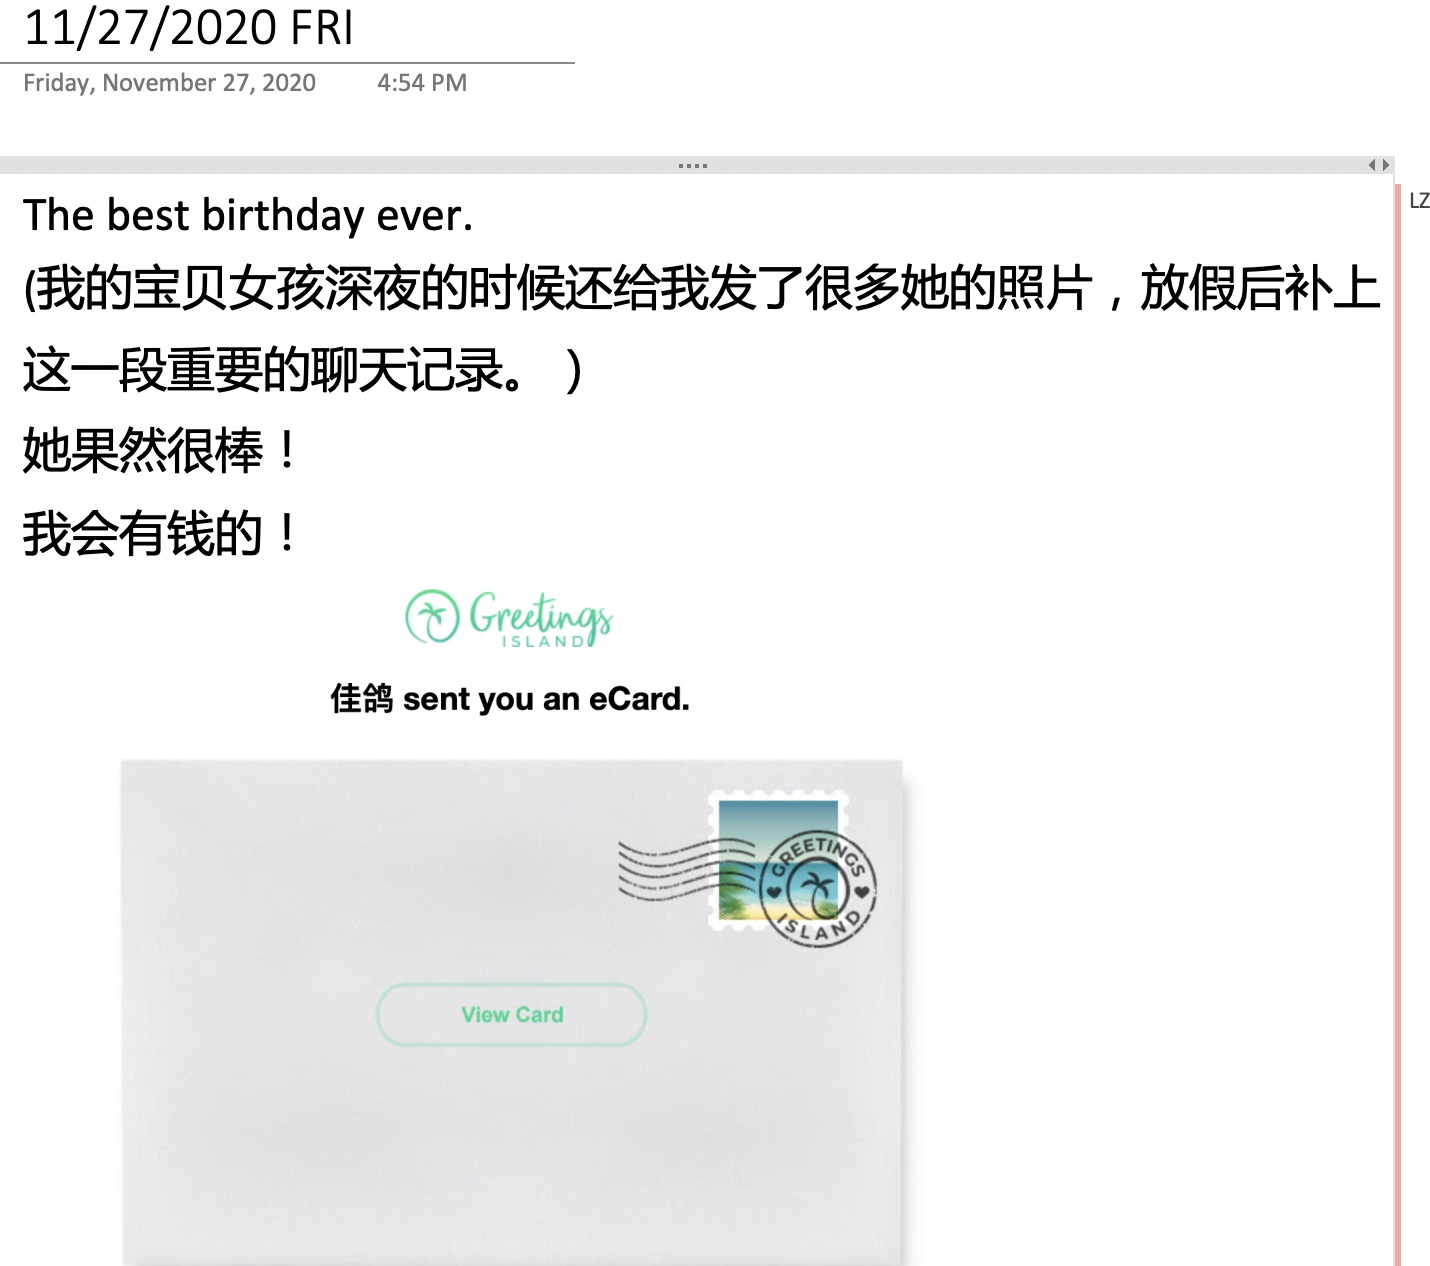 11/27/2020 FRI
Friday, November 27, 2020 4:54 PM
LZ
The best birthday ever.
(我的宝贝女孩深夜的时候还给我发了很多她的照片，放假后补上
这一段重要的聊天记录。 )
她果然很棒！
我会有钱的！
Greetings
ISLAND
佳鸽 sent you an eCard.
GREETINGS
ISLAND
View Card